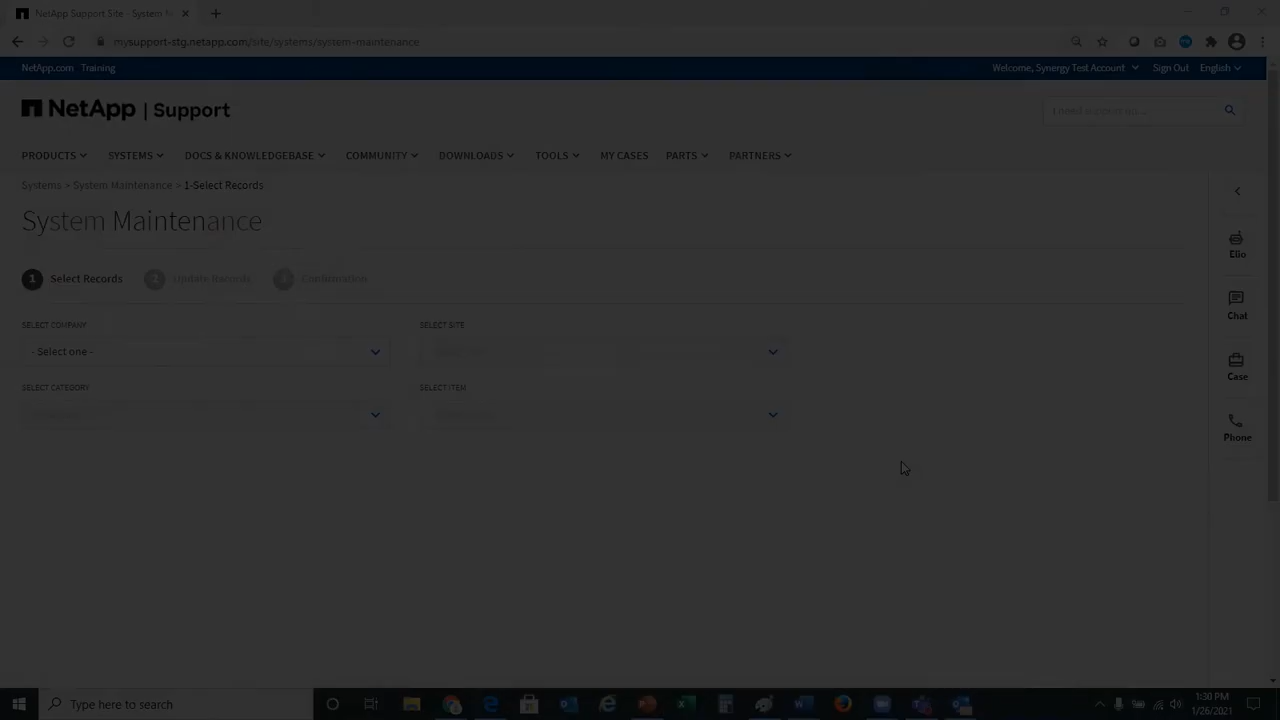 NetApp Support Site - System M
mysupport-stg.netapp.com/site/systems/system-maintenance
NetApp.com Training
Welcome, Synergy Test Account Sign Out English
NetApp | Support
PRODUCTS SYSTEMS DOCS & KNOWLEDGEBASE COMMUNITY DOWNLOADS TOOLS MY CASES PARTS PARTNERS
Systems > System Maintenance > 1-Select Records
System Maintenance
1 Select Records 2 Update Records 3 Confirmation
SELECT COMPANY SELECT SITE
- Select one -
SELECT CATEGORY SELECT ITEM
Elio
Chat
Case
Phone
Type here to search
1:30 PM
1/26/2021